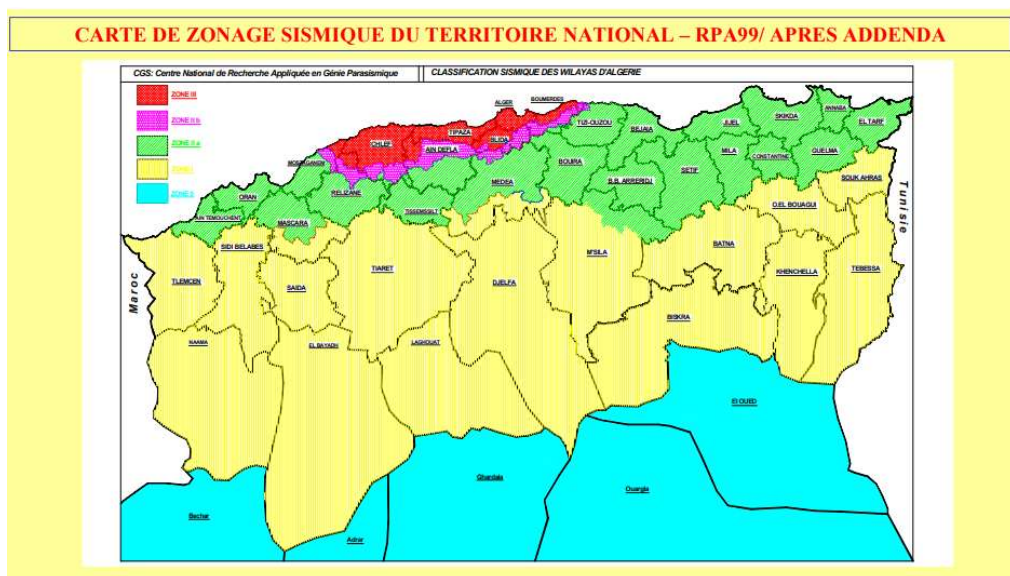 CARTE DE ZONAGE SISMIQUE DU TERRITOIRE NATIONAL – RPA99/ APRES ADDENDA
CGS: Centre National de Recherche Appliquée en Génie Parasismique
CLASSIFICATION SISMIQUE DES WILAYAS D'ALGERIE
ZONE III
ZONE II b
ZONE II a
ZONE I
ZONE 0
ALGER
BOUMERDES
TIPAZA
BLIDA
CHLEF
AIN DEFLA
TIZI-OUZOU
BEJAIA
JIJEL
SKIKDA
ANNABA
EL TARF
MOSTAGANEM
BOUIRA
MILA
CONSTANTINE
GUELMA
SETIF
B.B. ARRERIDJ
MEDEA
RELIZANE
ORAN
AIN TEMOUCHENT
MASCARA
TISSEMSSILT
SOUK AHRAS
O.EL BOUAGUI
SIDI BELABES
TLEMCEN
SAIDA
TIARET
DJELFA
M'SILA
BATNA
KHENCHELLA
TEBESSA
BISKRA
NAAMA
EL BAYADH
LAGHOUAT
Maroc
Tunisie
El OUED
Ghardaia
Ouargla
Bechar
Adrar